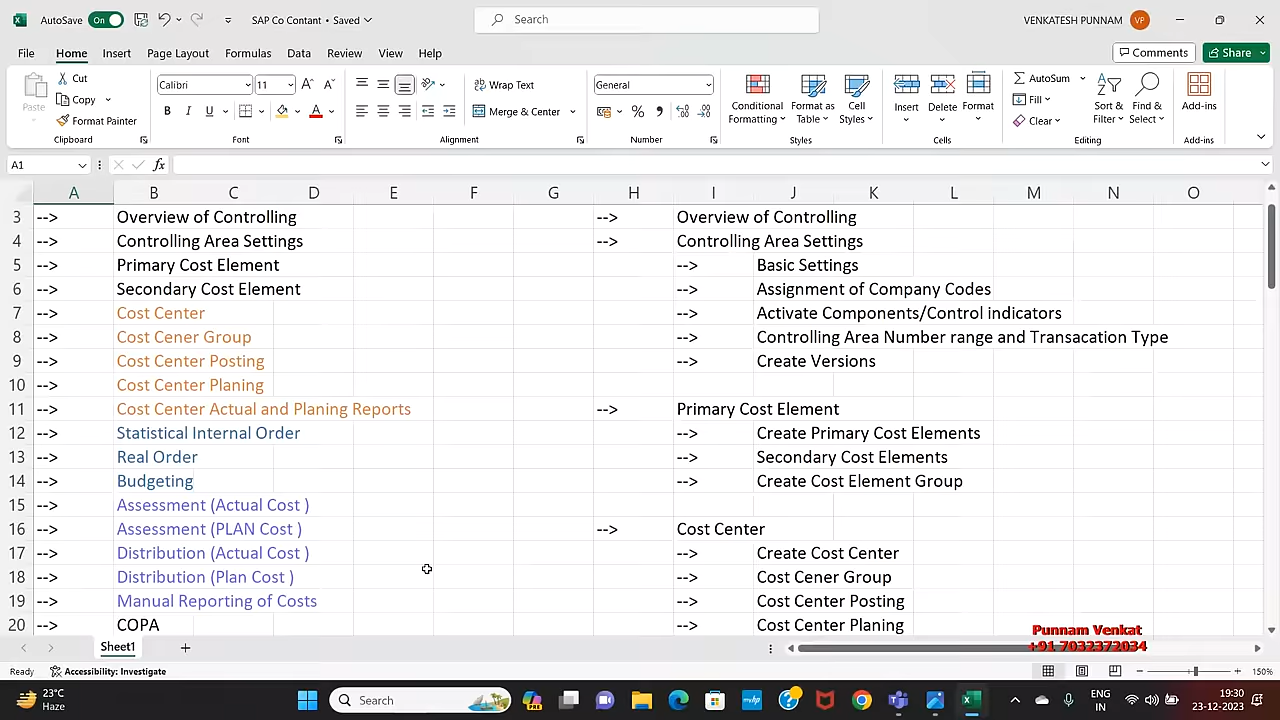 AutoSave On SAP Co Contant • Saved Search VENKATESH PUNNAM VP
File Home Insert Page Layout Formulas Data Review View Help Comments Share
Paste Cut Copy Format Painter Clipboard
Calibri 11 B I U Font
Wrap Text Merge & Center Alignment
General % Number
Conditional Formatting Format as Table Cell Styles Styles
Insert Delete Format Cells
AutoSum Fill Clear Sort & Filter Find & Select Editing
Add-ins Add-ins
A1 fx
A B C D E F G H I J K L M N O
3 --> Overview of Controlling --> Overview of Controlling
4 --> Controlling Area Settings --> Controlling Area Settings
5 --> Primary Cost Element --> Basic Settings
6 --> Secondary Cost Element --> Assignment of Company Codes
7 --> Cost Center --> Activate Components/Control indicators
8 --> Cost Cener Group --> Controlling Area Number range and Transacation Type
9 --> Cost Center Posting --> Create Versions
10 --> Cost Center Planing
11 --> Cost Center Actual and Planing Reports --> Primary Cost Element
12 --> Statistical Internal Order --> Create Primary Cost Elements
13 --> Real Order --> Secondary Cost Elements
14 --> Budgeting --> Create Cost Element Group
15 --> Assessment (Actual Cost )
16 --> Assessment (PLAN Cost ) --> Cost Center
17 --> Distribution (Actual Cost ) --> Create Cost Center
18 --> Distribution (Plan Cost ) --> Cost Cener Group
19 --> Manual Reporting of Costs --> Cost Center Posting
20 --> COPA --> Cost Center Planing
Punnam Venkat
+91 7032372034
Sheet1
Ready Accessibility: Investigate 150%
23°C
Haze
Search
ENG
IN
19:30
23-12-2023